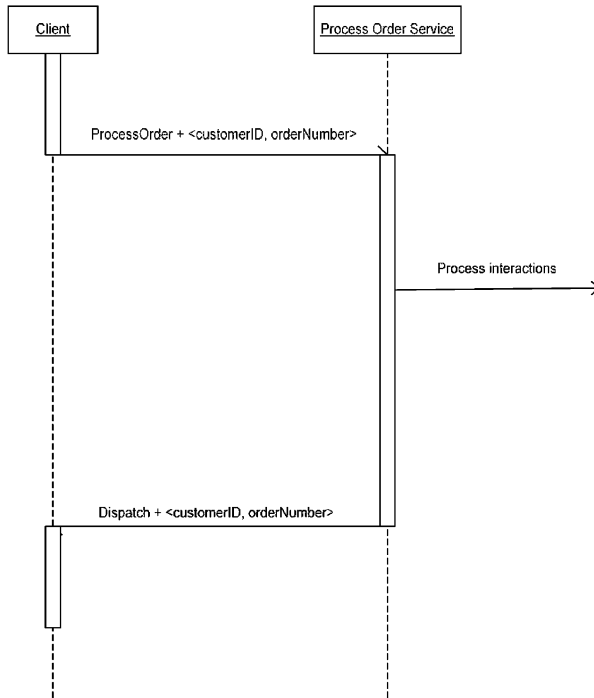 Client
Process Order Service
ProcessOrder + <customerID, orderNumber>
Process interactions
Dispatch + <customerID, orderNumber>